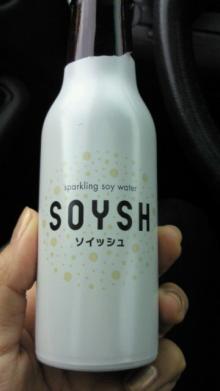 sparkling soy water
SOYSH
ソイッシュ